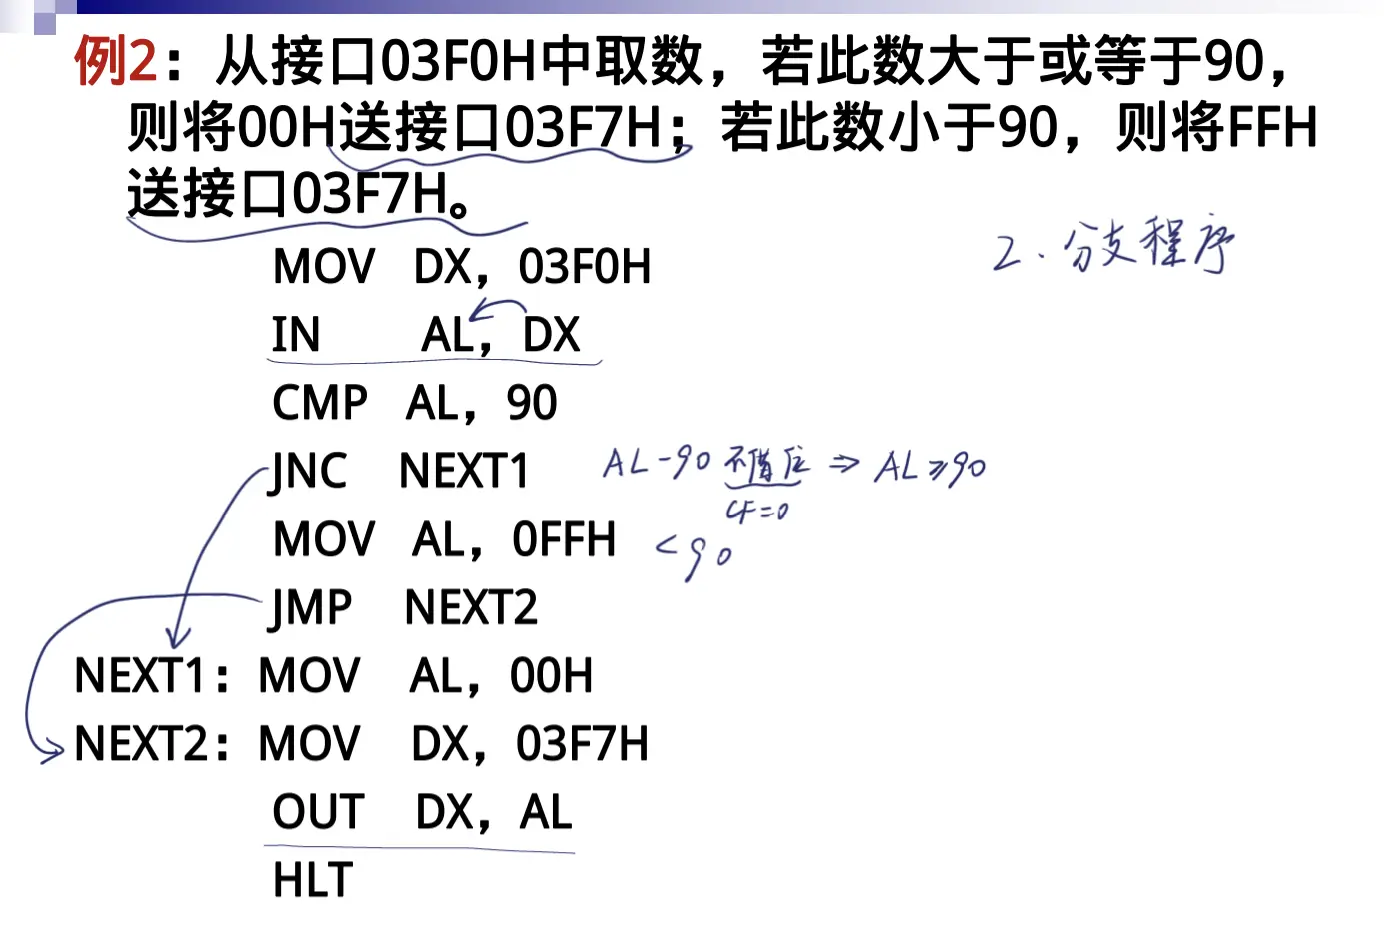 例2：从接口03F0H中取数，若此数大于或等于90，
则将00H送接口03F7H；若此数小于90，则将FFH
送接口03F7H。
2.分支程序
MOV DX，03F0H
IN AL，DX
CMP AL，90
JNC NEXT1 AL-90 不借位 ⇒ AL≥90
CF=0
MOV AL，0FFH <90
JMP NEXT2
NEXT1：MOV AL，00H
NEXT2：MOV DX，03F7H
OUT DX，AL
HLT